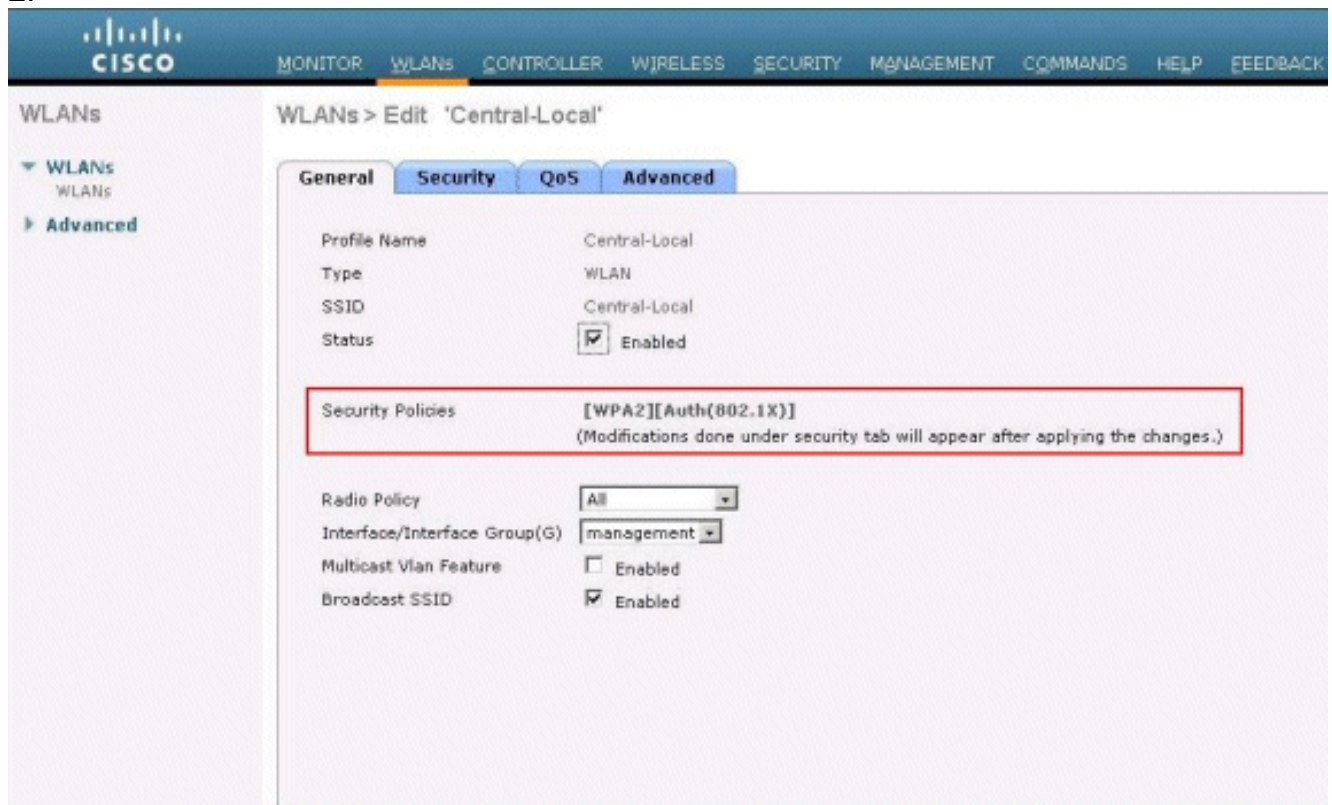 CISCO
MONITOR WLANs CONTROLLER WIRELESS SECURITY MANAGEMENT COMMANDS HELP FEEDBACK
WLANs
WLANs > Edit 'Central-Local'
WLANs
WLANs
Advanced
General Security QoS Advanced
Profile Name Central-Local
Type WLAN
SSID Central-Local
Status Enabled
Security Policies [WPA2][Auth(802.1X)]
(Modifications done under security tab will appear after applying the changes.)
Radio Policy All
Interface/Interface Group(G) management
Multicast Vlan Feature Enabled
Broadcast SSID Enabled